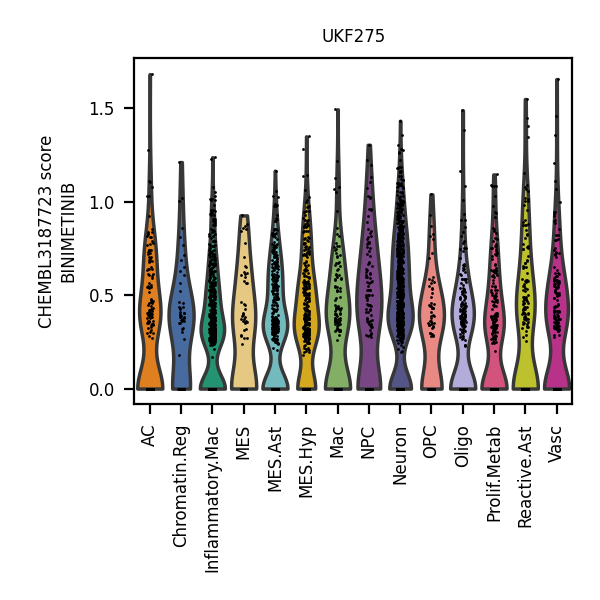 UKF275
CHEMBL3187723 score
BINIMETINIB
1.5
1.0
0.5
0.0
AC
Chromatin.Reg
Inflammatory.Mac
MES
MES.Ast
MES.Hyp
Mac
NPC
Neuron
OPC
Oligo
Prolif.Metab
Reactive.Ast
Vasc